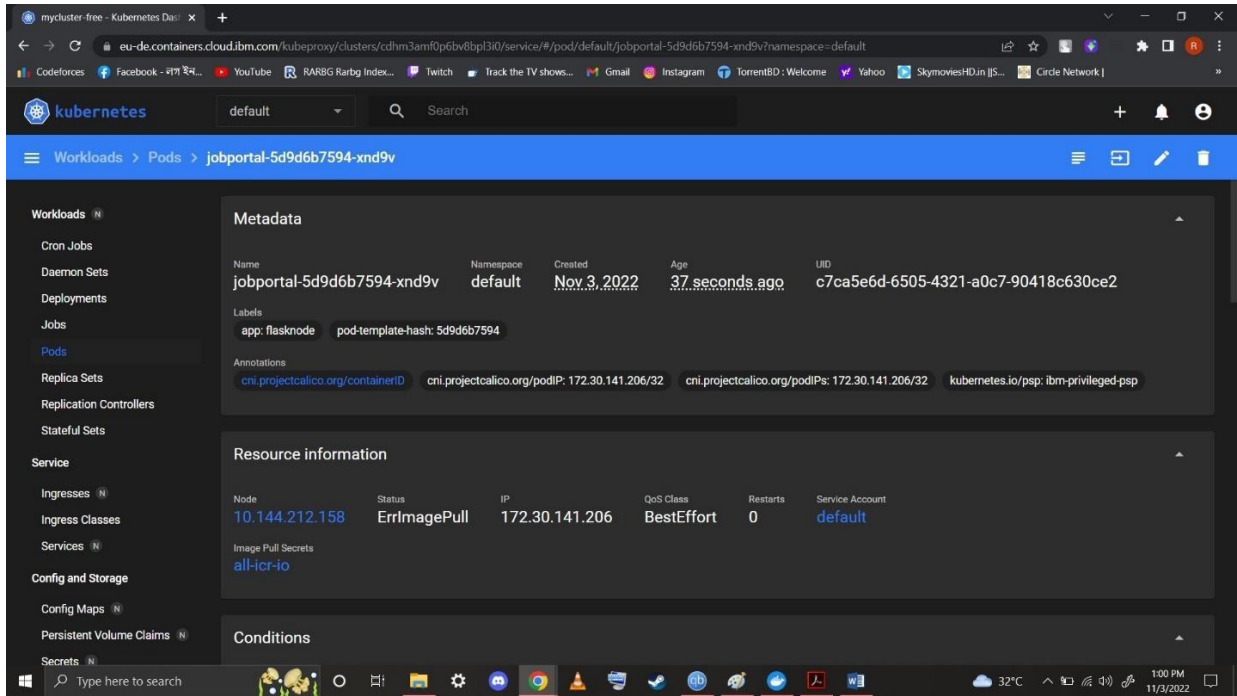 mycluster-free - Kubernetes Das
eu-de.containers.cloud.ibm.com/kubeproxy/clusters/cdhm3amf0p6bv8bpl3i0/service/#/pod/default/jobportal-5d9d6b7594-xnd9v?namespace=default
Codeforces Facebook - লগ ইন... YouTube RARBG Rarbg Index... Twitch Track the TV shows... Gmail Instagram TorrentBD : Welcome Yahoo SkymoviesHD.in ||S... Circle Network | »
kubernetes default Search
Workloads > Pods > jobportal-5d9d6b7594-xnd9v
Workloads N
Cron Jobs
Daemon Sets
Deployments
Jobs
Pods
Replica Sets
Replication Controllers
Stateful Sets
Service
Ingresses N
Ingress Classes
Services N
Config and Storage
Config Maps N
Persistent Volume Claims N
Secrets N
Metadata
Name Namespace Created Age UID
jobportal-5d9d6b7594-xnd9v default Nov 3, 2022 37 seconds ago c7ca5e6d-6505-4321-a0c7-90418c630ce2
Labels
app: flasknode pod-template-hash: 5d9d6b7594
Annotations
cni.projectcalico.org/containerID cni.projectcalico.org/podIP: 172.30.141.206/32 cni.projectcalico.org/podIPs: 172.30.141.206/32 kubernetes.io/psp: ibm-privileged-psp
Resource information
Node Status IP QoS Class Restarts Service Account
10.144.212.158 ErrImagePull 172.30.141.206 BestEffort 0 default
Image Pull Secrets
all-icr-io
Conditions
Type here to search
qb
32°C
1:00 PM
11/3/2022